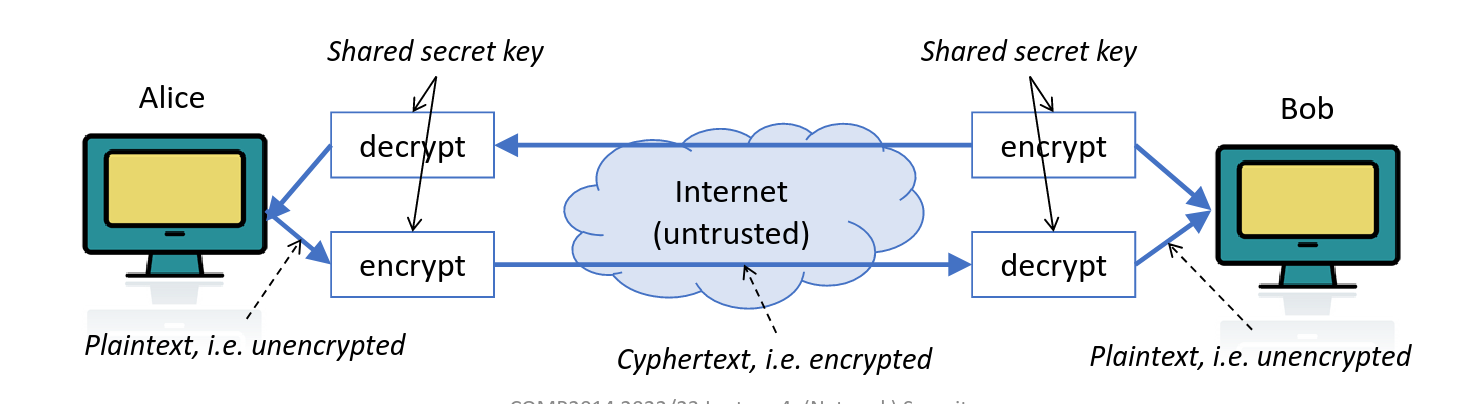 Shared secret key
Shared secret key
Alice
Bob
decrypt
encrypt
Internet
(untrusted)
encrypt
decrypt
Plaintext, i.e. unencrypted
Cyphertext, i.e. encrypted
Plaintext, i.e. unencrypted